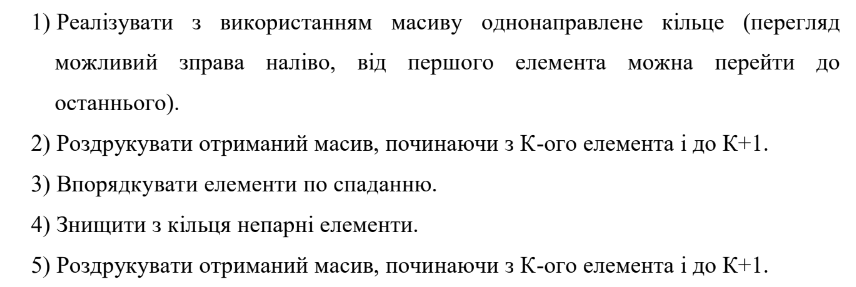 1) Реалізувати з використанням масиву однонаправлене кільце (перегляд
можливий зправа наліво, від першого елемента можна перейти до
останнього).
2) Роздрукувати отриманий масив, починаючи з К-ого елемента і до К+1.
3) Впорядкувати елементи по спаданню.
4) Знищити з кільця непарні елементи.
5) Роздрукувати отриманий масив, починаючи з К-ого елемента і до К+1.